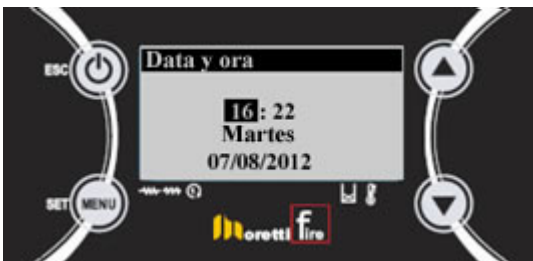 Data y ora
ESC
16 : 22
Martes
07/08/2012
SET MENU
Moretti fire